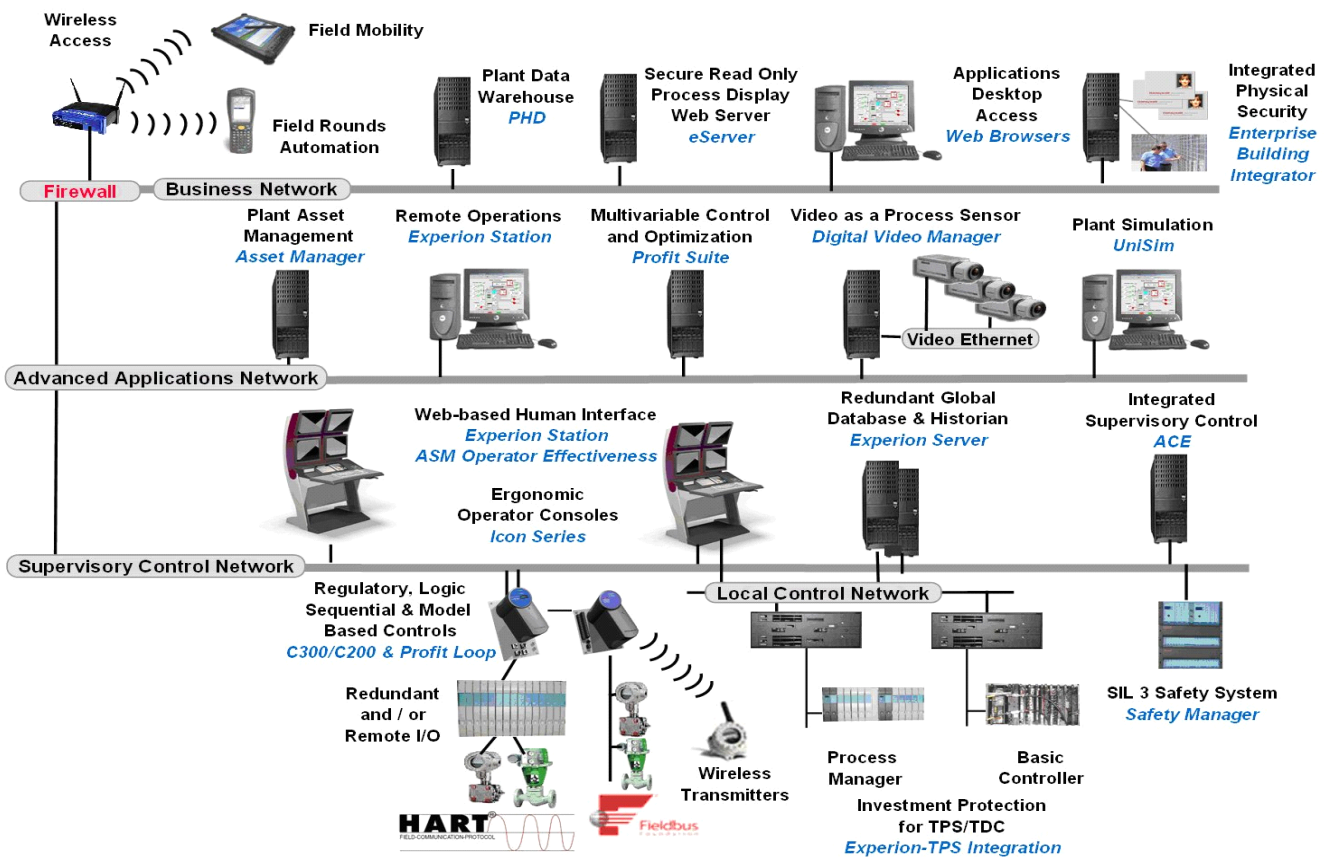 Wireless
Access
Field Mobility
Field Rounds
Automation
Plant Data
Warehouse
PHD
Secure Read Only
Process Display
Web Server
eServer
Applications
Desktop
Access
Web Browsers
Integrated
Physical
Security
Enterprise
Building
Integrator
Firewall
Business Network
Plant Asset
Management
Asset Manager
Remote Operations
Experion Station
Multivariable Control
and Optimization
Profit Suite
Video as a Process Sensor
Digital Video Manager
Plant Simulation
UniSim
Video Ethernet
Advanced Applications Network
Web-based Human Interface
Experion Station
ASM Operator Effectiveness
Ergonomic
Operator Consoles
Icon Series
Redundant Global
Database & Historian
Experion Server
Integrated
Supervisory Control
ACE
Supervisory Control Network
Regulatory, Logic
Sequential & Model
Based Controls
C300/C200 & Profit Loop
Local Control Network
Redundant
and / or
Remote I/O
Wireless
Transmitters
SIL 3 Safety System
Safety Manager
Process
Manager
Basic
Controller
Investment Protection
for TPS/TDC
Experion-TPS Integration
HART
FIELD COMMUNICATION PROTOCOL
Fieldbus
Foundation